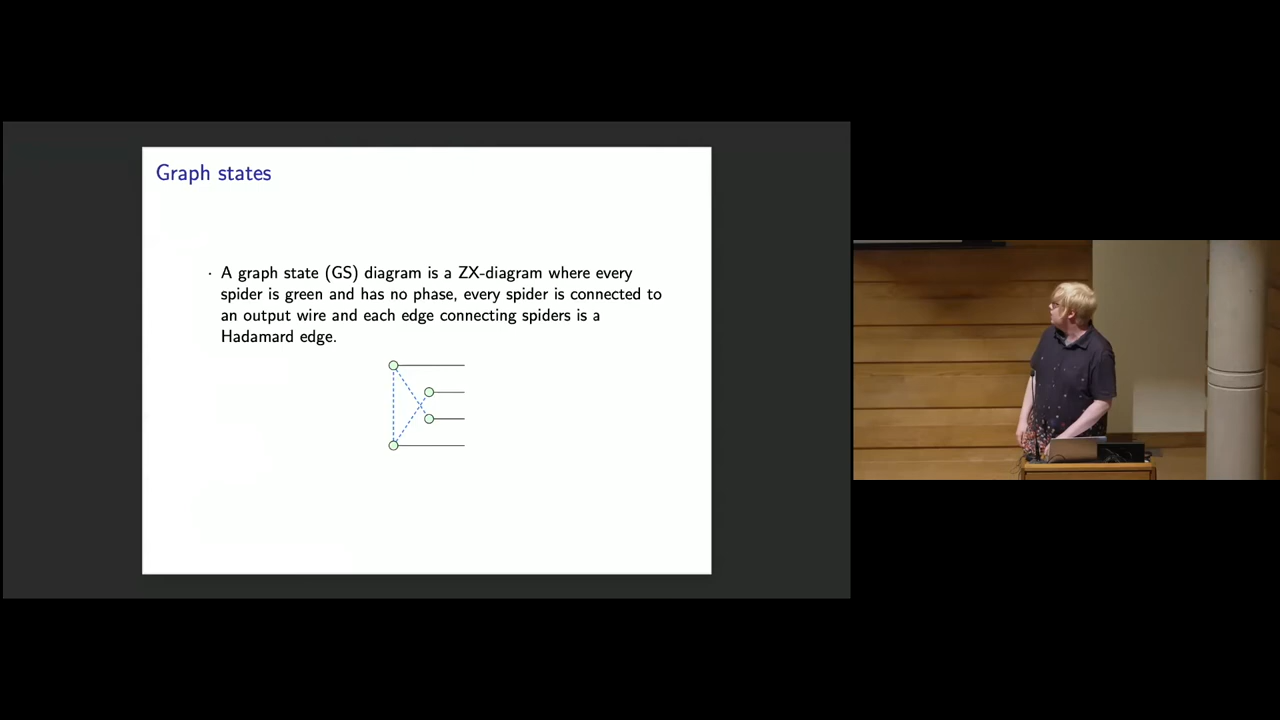 Graph states
· A graph state (GS) diagram is a ZX-diagram where every
spider is green and has no phase, every spider is connected to
an output wire and each edge connecting spiders is a
Hadamard edge.